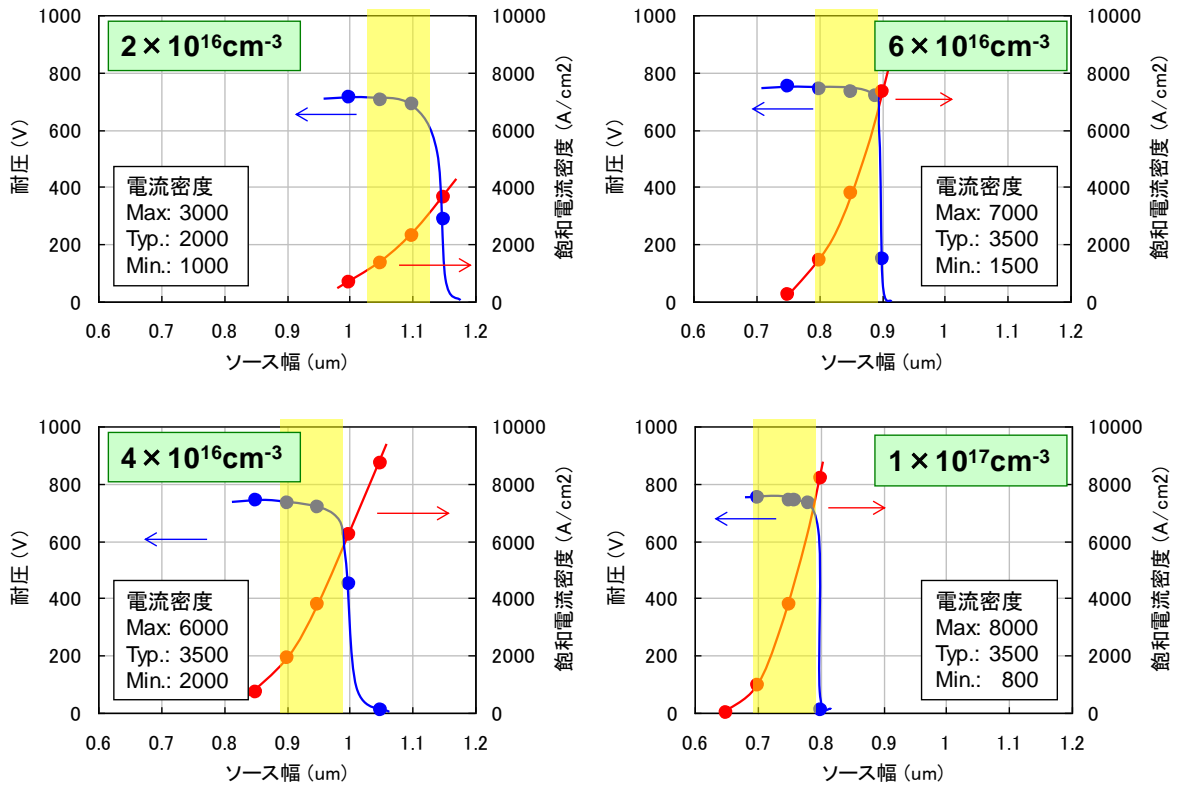 2×10¹⁶cm⁻³
1000
800
600
400
200
0
耐圧 (V)
10000
8000
6000
4000
2000
0
飽和電流密度 (A/cm2)
電流密度
Max: 3000
Typ.: 2000
Min.: 1000
0.6 0.7 0.8 0.9 1 1.1 1.2
ソース幅 (um)
6×10¹⁶cm⁻³
1000
800
600
400
200
0
耐圧 (V)
10000
8000
6000
4000
2000
0
飽和電流密度 (A/cm2)
電流密度
Max: 7000
Typ.: 3500
Min.: 1500
0.6 0.7 0.8 0.9 1 1.1 1.2
ソース幅 (um)
4×10¹⁶cm⁻³
1000
800
600
400
200
0
耐圧 (V)
10000
8000
6000
4000
2000
0
飽和電流密度 (A/cm2)
電流密度
Max: 6000
Typ.: 3500
Min.: 2000
0.6 0.7 0.8 0.9 1 1.1 1.2
ソース幅 (um)
1×10¹⁷cm⁻³
1000
800
600
400
200
0
耐圧 (V)
10000
8000
6000
4000
2000
0
飽和電流密度 (A/cm2)
電流密度
Max: 8000
Typ.: 3500
Min.: 800
0.6 0.7 0.8 0.9 1 1.1 1.2
ソース幅 (um)